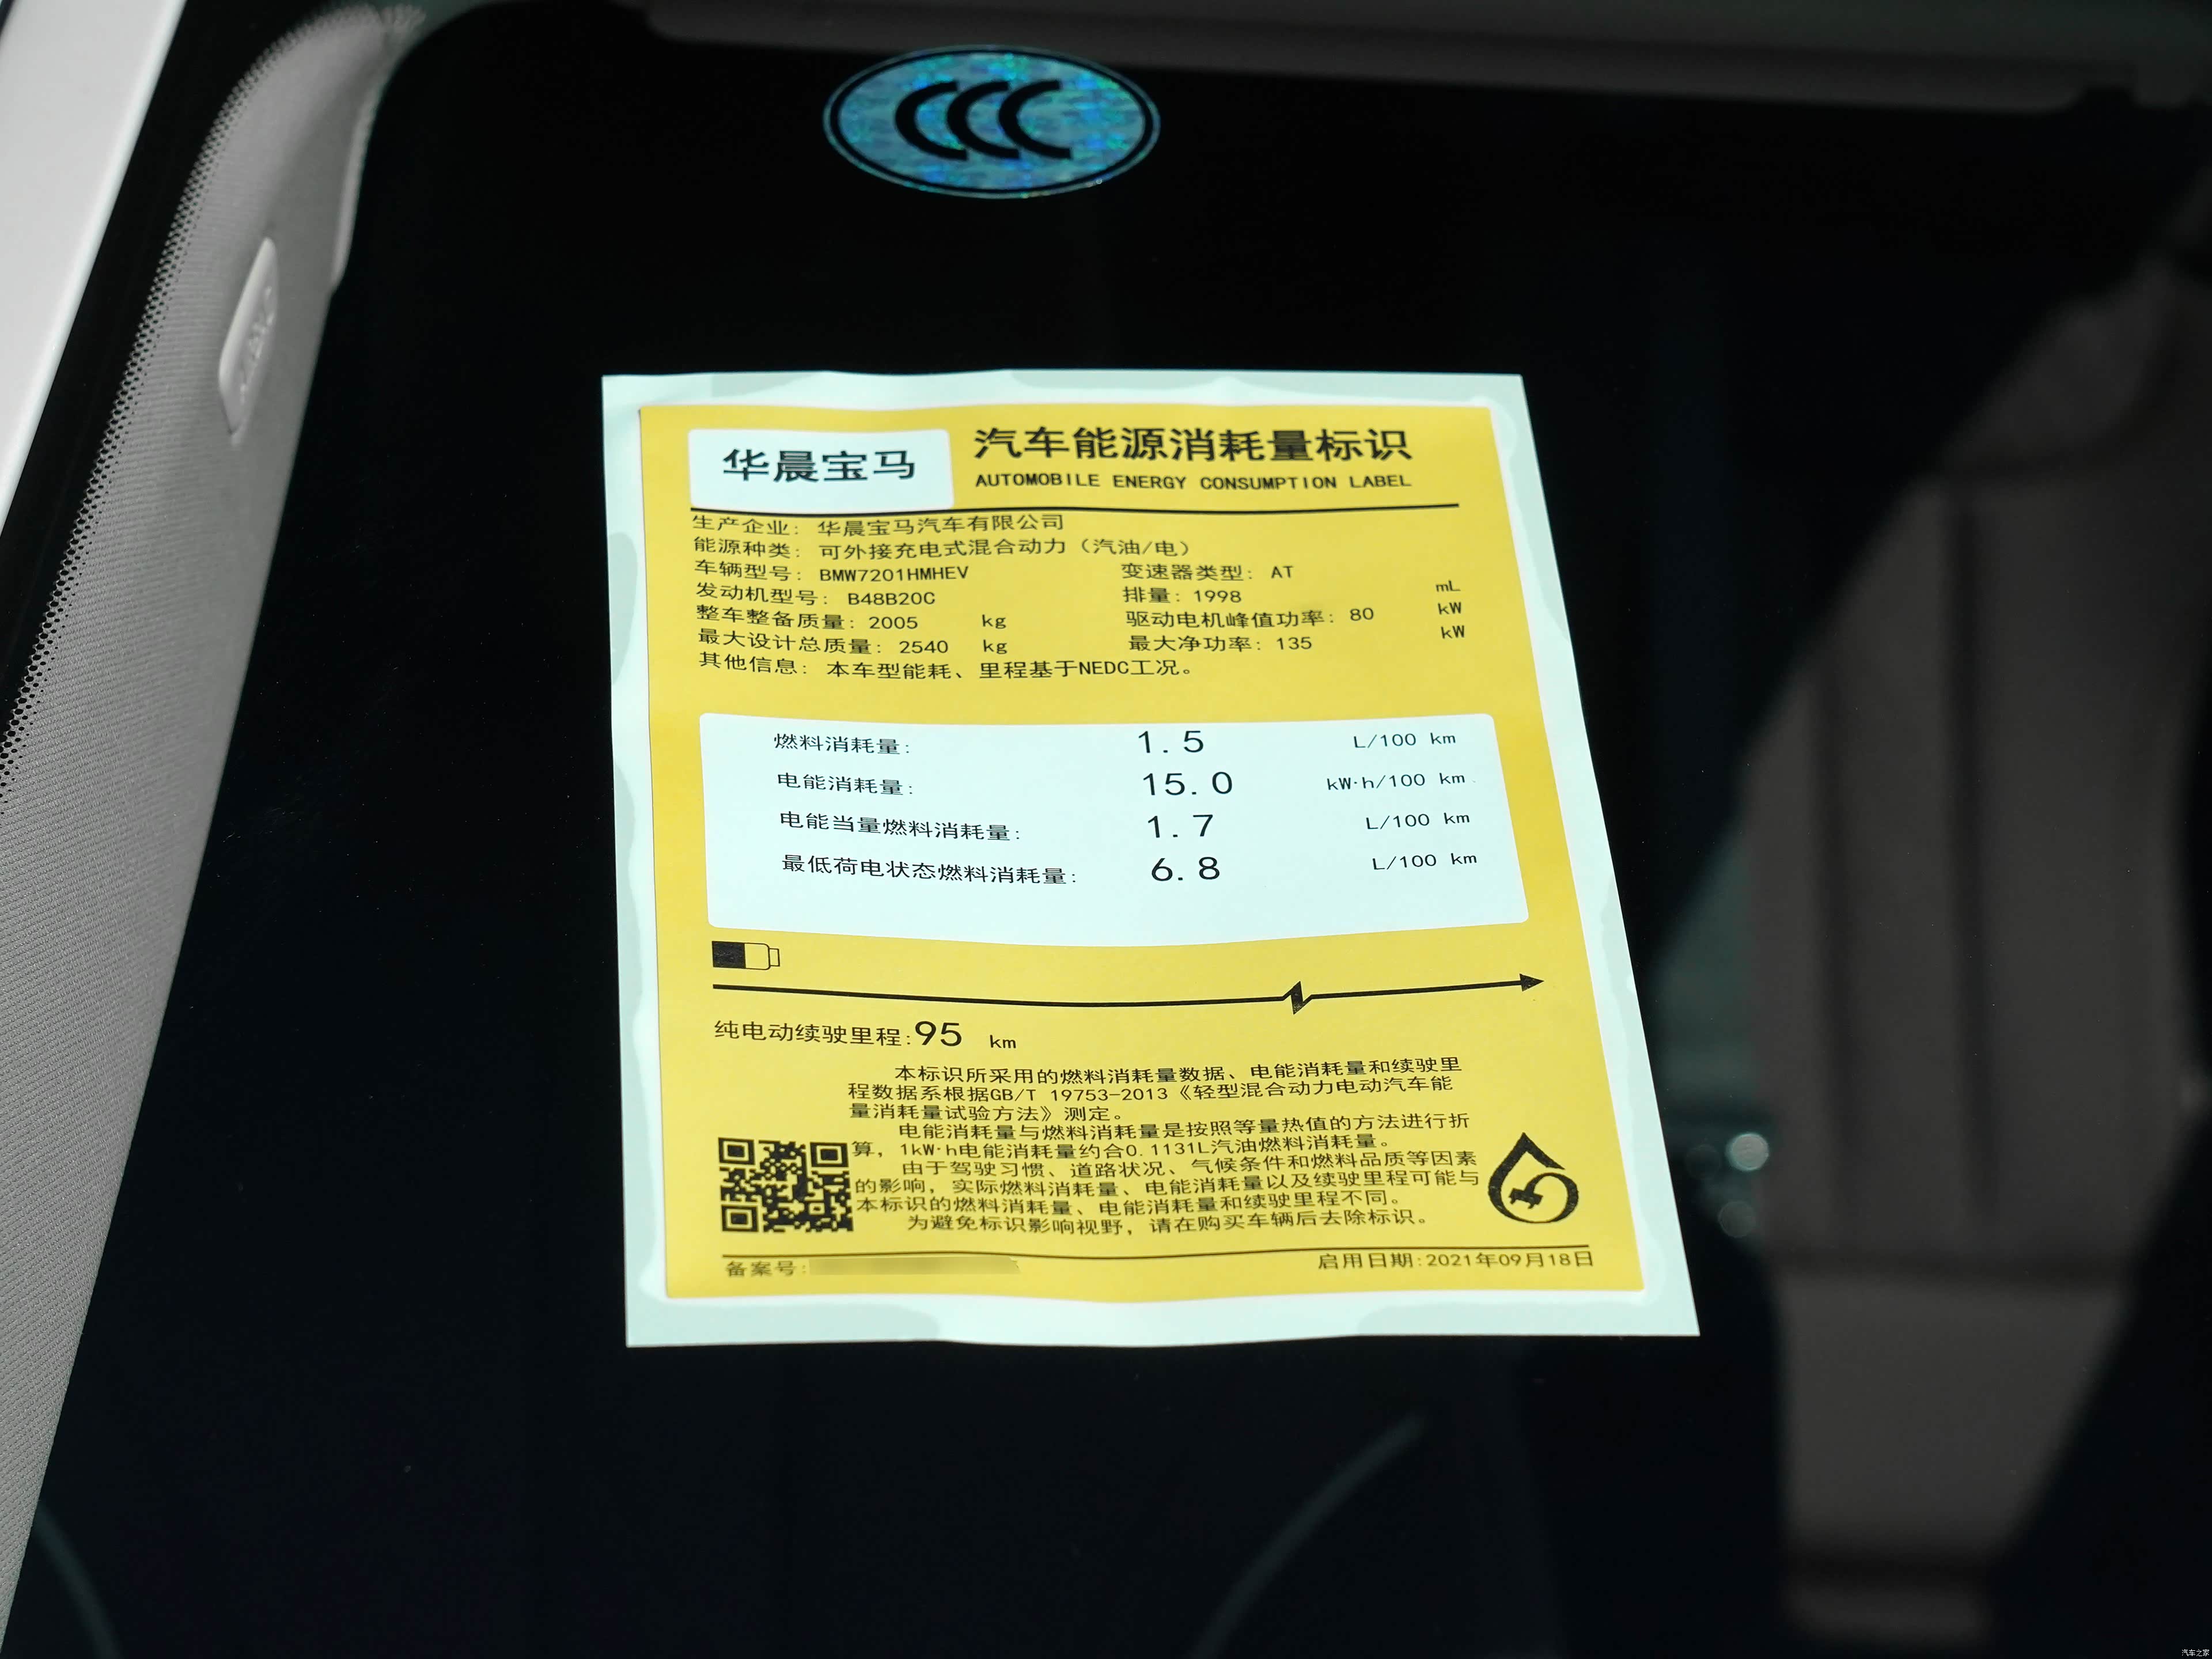 CCC
华晨宝马
汽车能源消耗量标识
AUTOMOBILE ENERGY CONSUMPTION LABEL
生产企业: 华晨宝马汽车有限公司
能源种类: 可外接充电式混合动力（汽油/电）
车辆型号: BMW7201HMHEV 变速器类型: AT
发动机型号: B48B20C 排量: 1998 mL
整车整备质量: 2005 kg 驱动电机峰值功率: 80 kW
最大设计总质量: 2540 kg 最大净功率: 135 kW
其他信息: 本车型能耗、里程基于NEDC工况。
燃料消耗量: 1.5 L/100 km
电能消耗量: 15.0 kW·h/100 km
电能当量燃料消耗量: 1.7 L/100 km
最低荷电状态燃料消耗量: 6.8 L/100 km
纯电动续驶里程:95 km
本标识所采用的燃料消耗量数据、电能消耗量和续驶里
程数据系根据GB/T 19753-2013《轻型混合动力电动汽车能
量消耗量试验方法》测定。
电能消耗量与燃料消耗量是按照等量热值的方法进行折
算，1kW·h电能消耗量约合0.1131L汽油燃料消耗量。
由于驾驶习惯、道路状况、气候条件和燃料品质等因素
的影响，实际燃料消耗量、电能消耗量以及续驶里程可能与
本标识的燃料消耗量、电能消耗量和续驶里程不同。
为避免标识影响视野，请在购买车辆后去除标识。
备案号:
启用日期:2021年09月18日
汽车之家